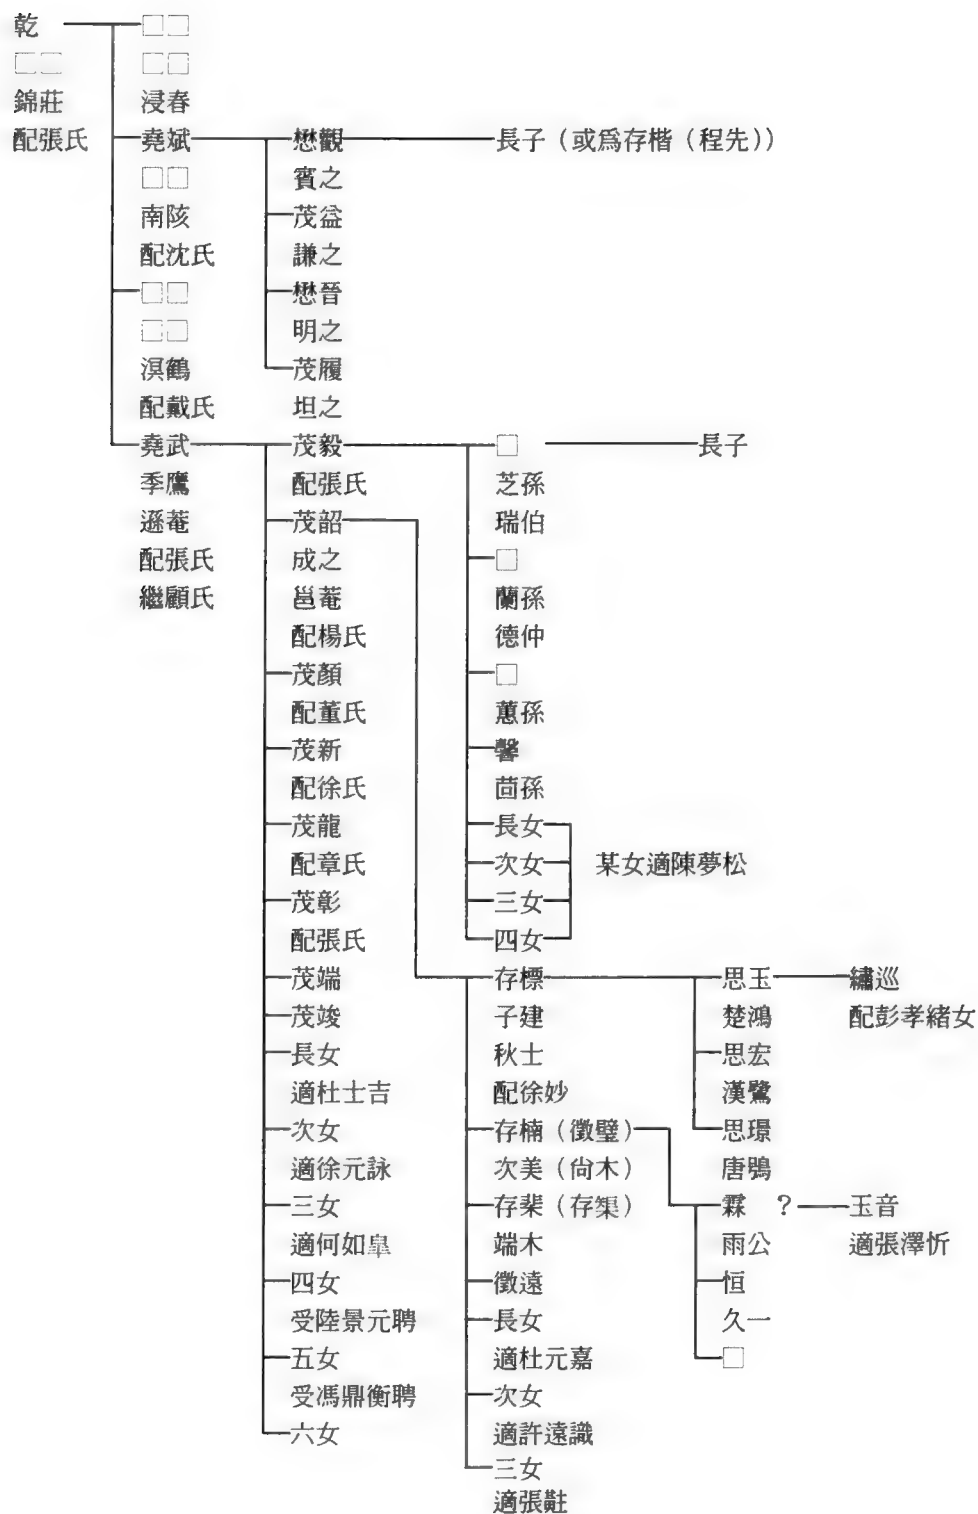 乾 □□
□□ □□
錦莊 浸春
配張氏 堯斌 懋觀 長子（或爲存楷（程先））
□□ 賓之
南陔 茂益
配沈氏 謙之
□□ 懋晉
□□ 明之
溟鶴 茂履
配戴氏 坦之
堯武 茂毅 □ 長子
季鷹 配張氏 芝孫
遜菴 茂韶 瑞伯
配張氏 成之 □
繼顧氏 邕菴 蘭孫
配楊氏 德仲
茂顏 □
配董氏 蕙孫
茂新 馨
配徐氏 茴孫
茂龍 長女
配章氏 次女 某女適陳夢松
茂彰 三女
配張氏 四女
茂端 存標 思玉 繡巡
茂竣 子建 楚鴻 配彭孝緒女
長女 秋士 思宏
適杜士吉 配徐妙 漢鷺
次女 存楠（徵璧） 思璟
適徐元詠 次美（尙木） 唐鶚
三女 存棐（存榘） 霖 ？ 玉音
適何如皐 端木 雨公 適張澤忻
四女 徵遠 恒
受陸景元聘 長女 久一
五女 適杜元嘉 □
受馮鼎衡聘 次女
六女 適許遠識
三女
適張